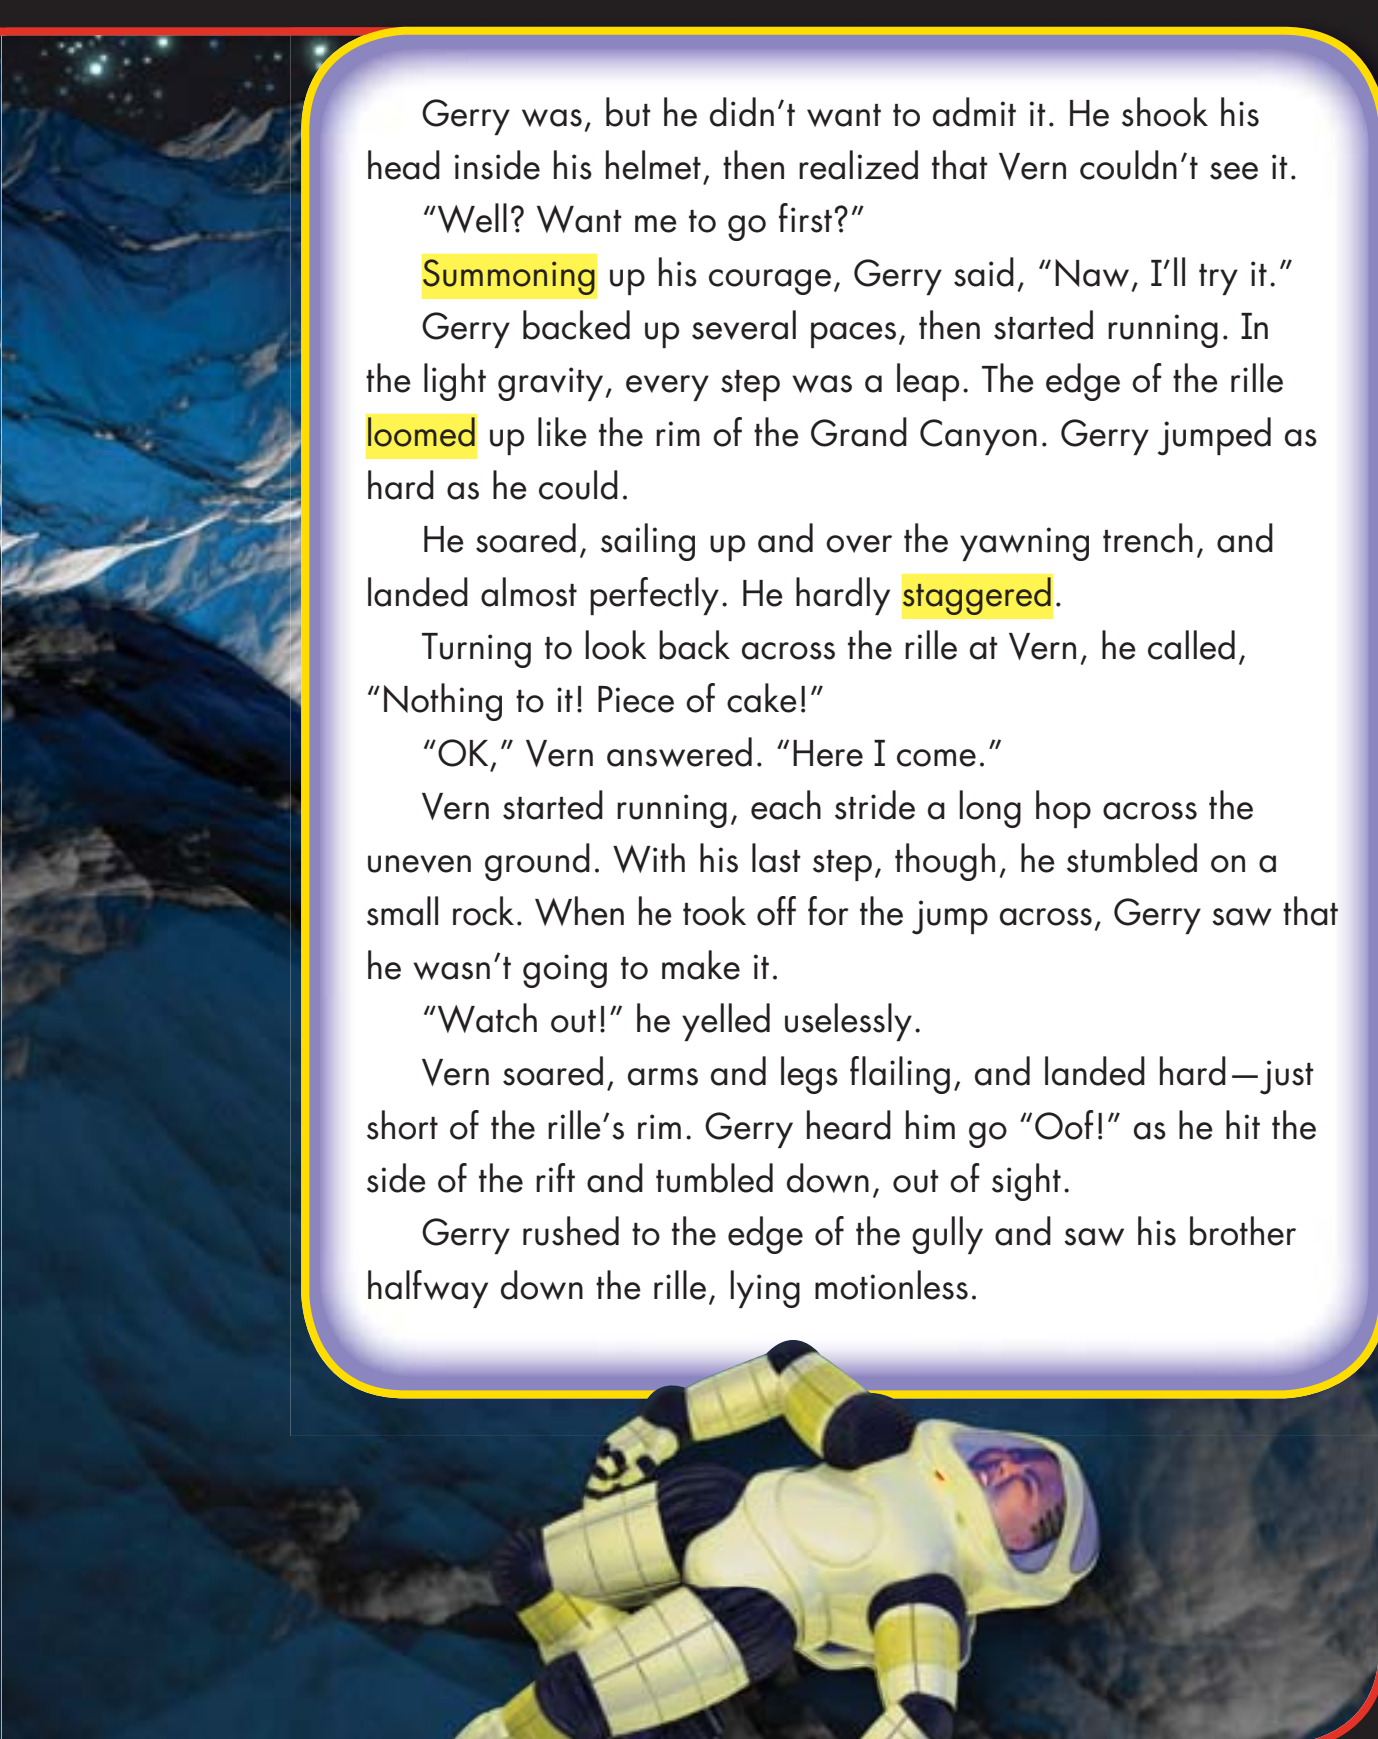 Gerry was, but he didn’t want to admit it. He shook his
head inside his helmet, then realized that Vern couldn’t see it.
“Well? Want me to go first?”
Summoning up his courage, Gerry said, “Naw, I’ll try it.”
Gerry backed up several paces, then started running. In
the light gravity, every step was a leap. The edge of the rille
loomed up like the rim of the Grand Canyon. Gerry jumped as
hard as he could.
He soared, sailing up and over the yawning trench, and
landed almost perfectly. He hardly staggered.
Turning to look back across the rille at Vern, he called,
“Nothing to it! Piece of cake!”
“OK,” Vern answered. “Here I come.”
Vern started running, each stride a long hop across the
uneven ground. With his last step, though, he stumbled on a
small rock. When he took off for the jump across, Gerry saw that
he wasn’t going to make it.
“Watch out!” he yelled uselessly.
Vern soared, arms and legs flailing, and landed hard—just
short of the rille’s rim. Gerry heard him go “Oof!” as he hit the
side of the rift and tumbled down, out of sight.
Gerry rushed to the edge of the gully and saw his brother
halfway down the rille, lying motionless.